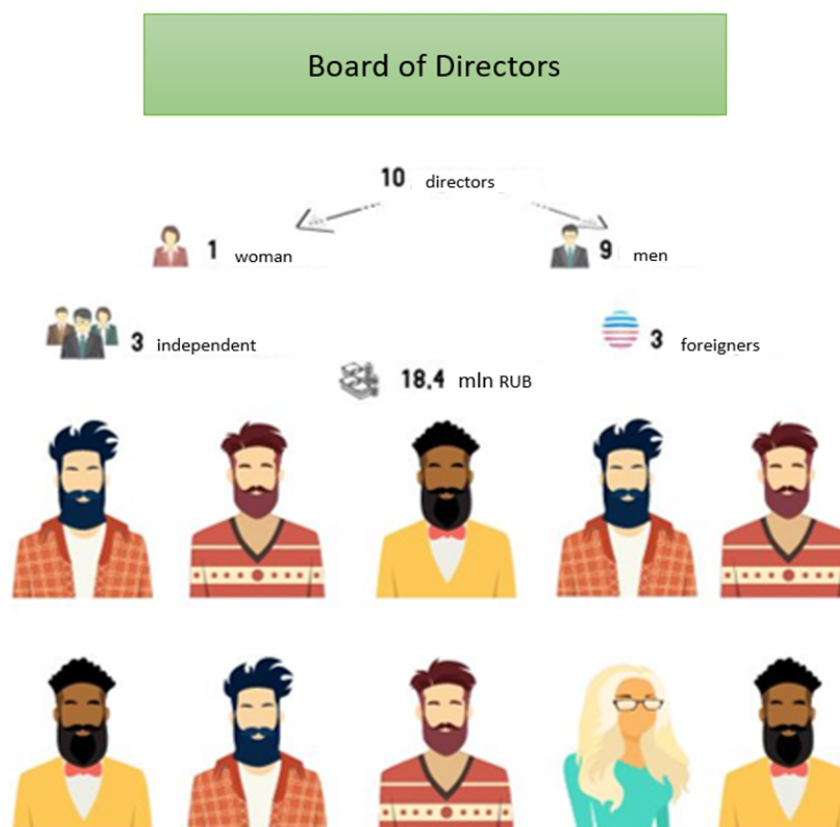 Board of Directors
10 directors
1 woman
9 men
3 independent
3 foreigners
18.4 mln RUB